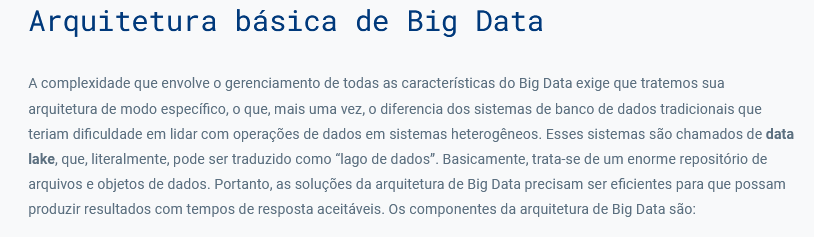 Arquitetura básica de Big Data
A complexidade que envolve o gerenciamento de todas as características do Big Data exige que tratemos sua
arquitetura de modo específico, o que, mais uma vez, o diferencia dos sistemas de banco de dados tradicionais que
teriam dificuldade em lidar com operações de dados em sistemas heterogêneos. Esses sistemas são chamados de data
lake, que, literalmente, pode ser traduzido como “lago de dados”. Basicamente, trata-se de um enorme repositório de
arquivos e objetos de dados. Portanto, as soluções da arquitetura de Big Data precisam ser eficientes para que possam
produzir resultados com tempos de resposta aceitáveis. Os componentes da arquitetura de Big Data são: